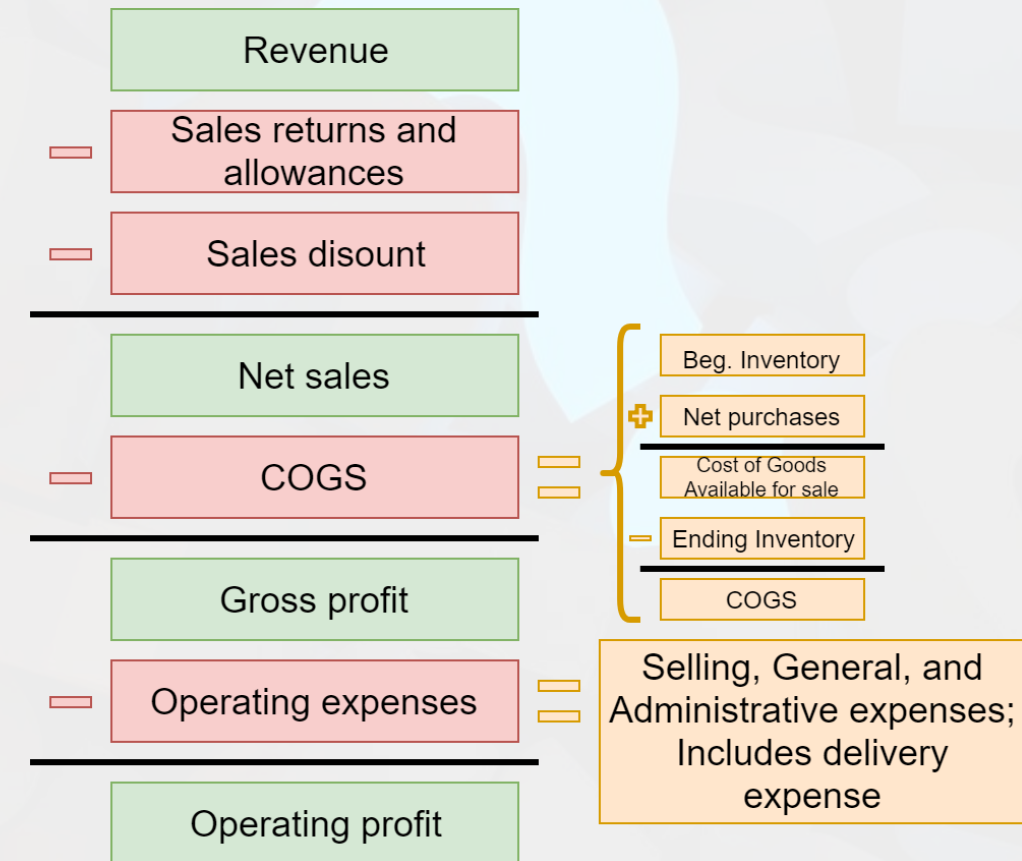 Revenue
Sales returns and
allowances
Sales disount
Net sales
COGS
Beg. Inventory
Net purchases
Cost of Goods
Available for sale
Ending Inventory
COGS
Gross profit
Operating expenses
Selling, General, and
Administrative expenses;
Includes delivery
expense
Operating profit